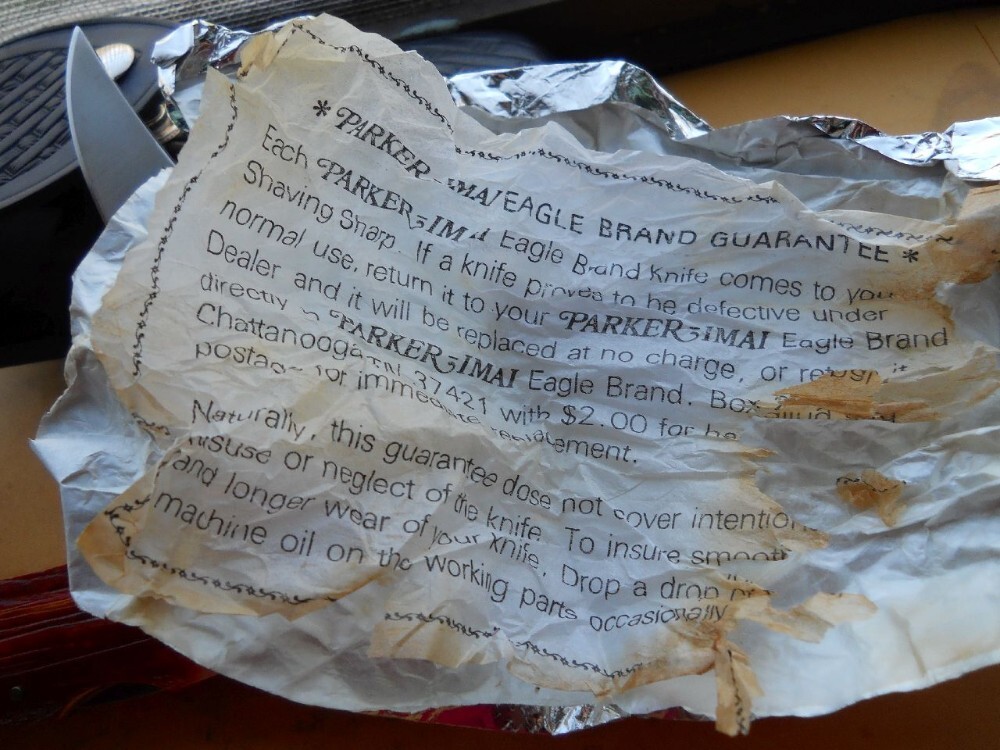 * PARKER-IMAI EAGLE BRAND GUARANTEE *
Each PARKER-IMAI Eagle Brand Knife comes to you
Shaving Sharp. If a knife proves to be defective under
normal use, return it to your PARKER-IMAI Eagle Brand
Dealer and it will be replaced at no charge, or return it
directly PARKER-IMAI Eagle Brand. Box
Chattanooga TN 37421 with $2.00 for
postage for immediate replacement.
Naturally, this guarantee dose not cover
misuse or neglect of the knife. To insure smooth
and longer wear of your knife, Drop a drop
machine oil on the working parts occasionally